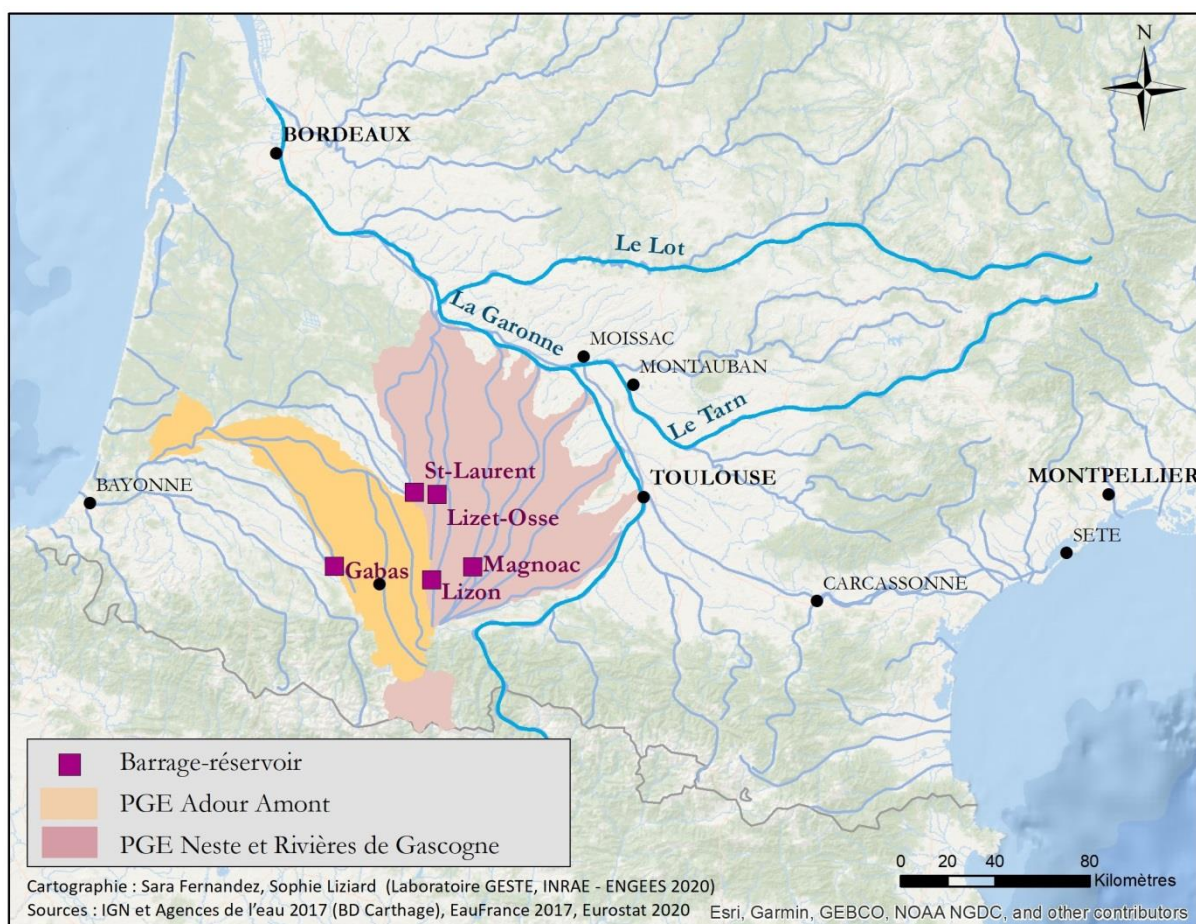 N
BORDEAUX
Le Lot
La Garonne
MOISSAC
MONTAUBAN
Le Tarn
St-Laurent
TOULOUSE
MONTPELLIER
BAYONNE
Lizet-Osse
SETE
Gabas
Magnoac
Lizon
CARCASSONNE
Barrage-réservoir
PGE Adour Amont
PGE Neste et Rivières de Gascogne
0 20 40 80
Kilomètres
Cartographie : Sara Fernandez, Sophie Liziard (Laboratoire GESTE, INRAE - ENGEES 2020)
Sources : IGN et Agences de l'eau 2017 (BD Carthage), EauFrance 2017, Eurostat 2020
Esri, Garmin, GEBCO, NOAA NGDC, and other contributors